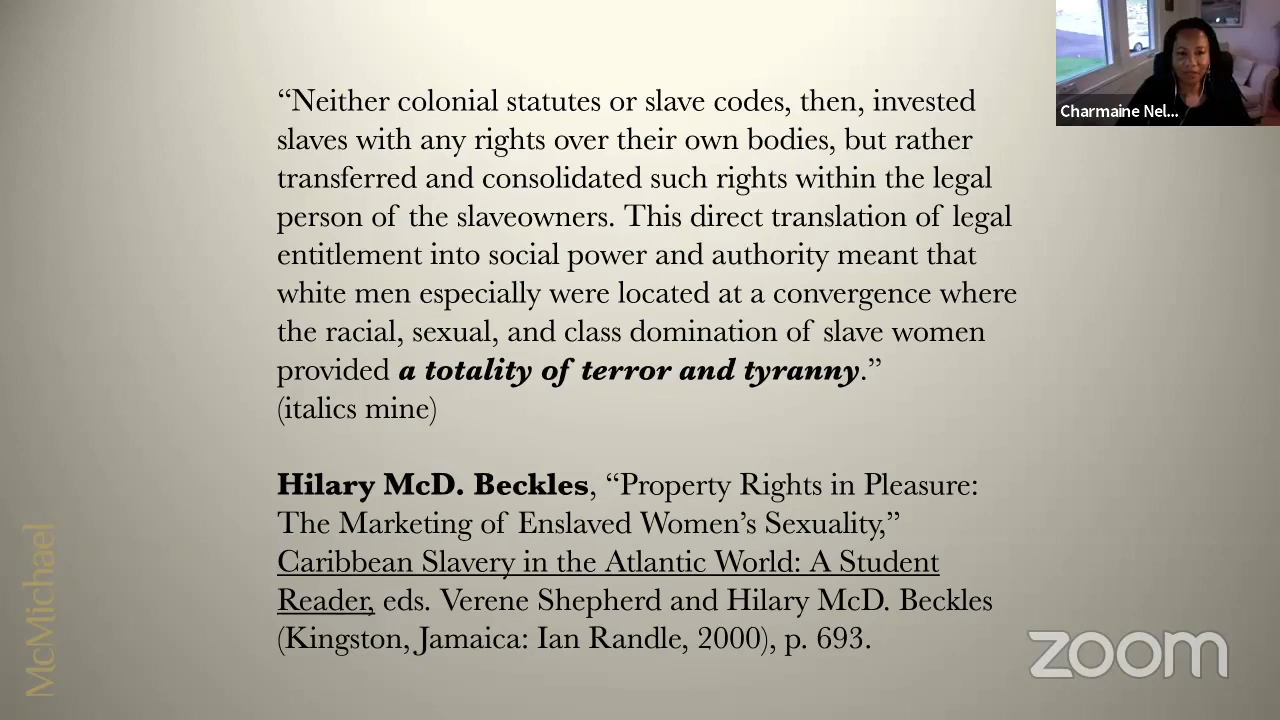 “Neither colonial statutes or slave codes, then, invested
slaves with any rights over their own bodies, but rather
transferred and consolidated such rights within the legal
person of the slaveowners. This direct translation of legal
entitlement into social power and authority meant that
white men especially were located at a convergence where
the racial, sexual, and class domination of slave women
provided a totality of terror and tyranny.”
(italics mine)
Hilary McD. Beckles, “Property Rights in Pleasure:
The Marketing of Enslaved Women’s Sexuality,”
Caribbean Slavery in the Atlantic World: A Student
Reader, eds. Verene Shepherd and Hilary McD. Beckles
(Kingston, Jamaica: Ian Randle, 2000), p. 693.
Charmaine Nel...
McMichael
zoom